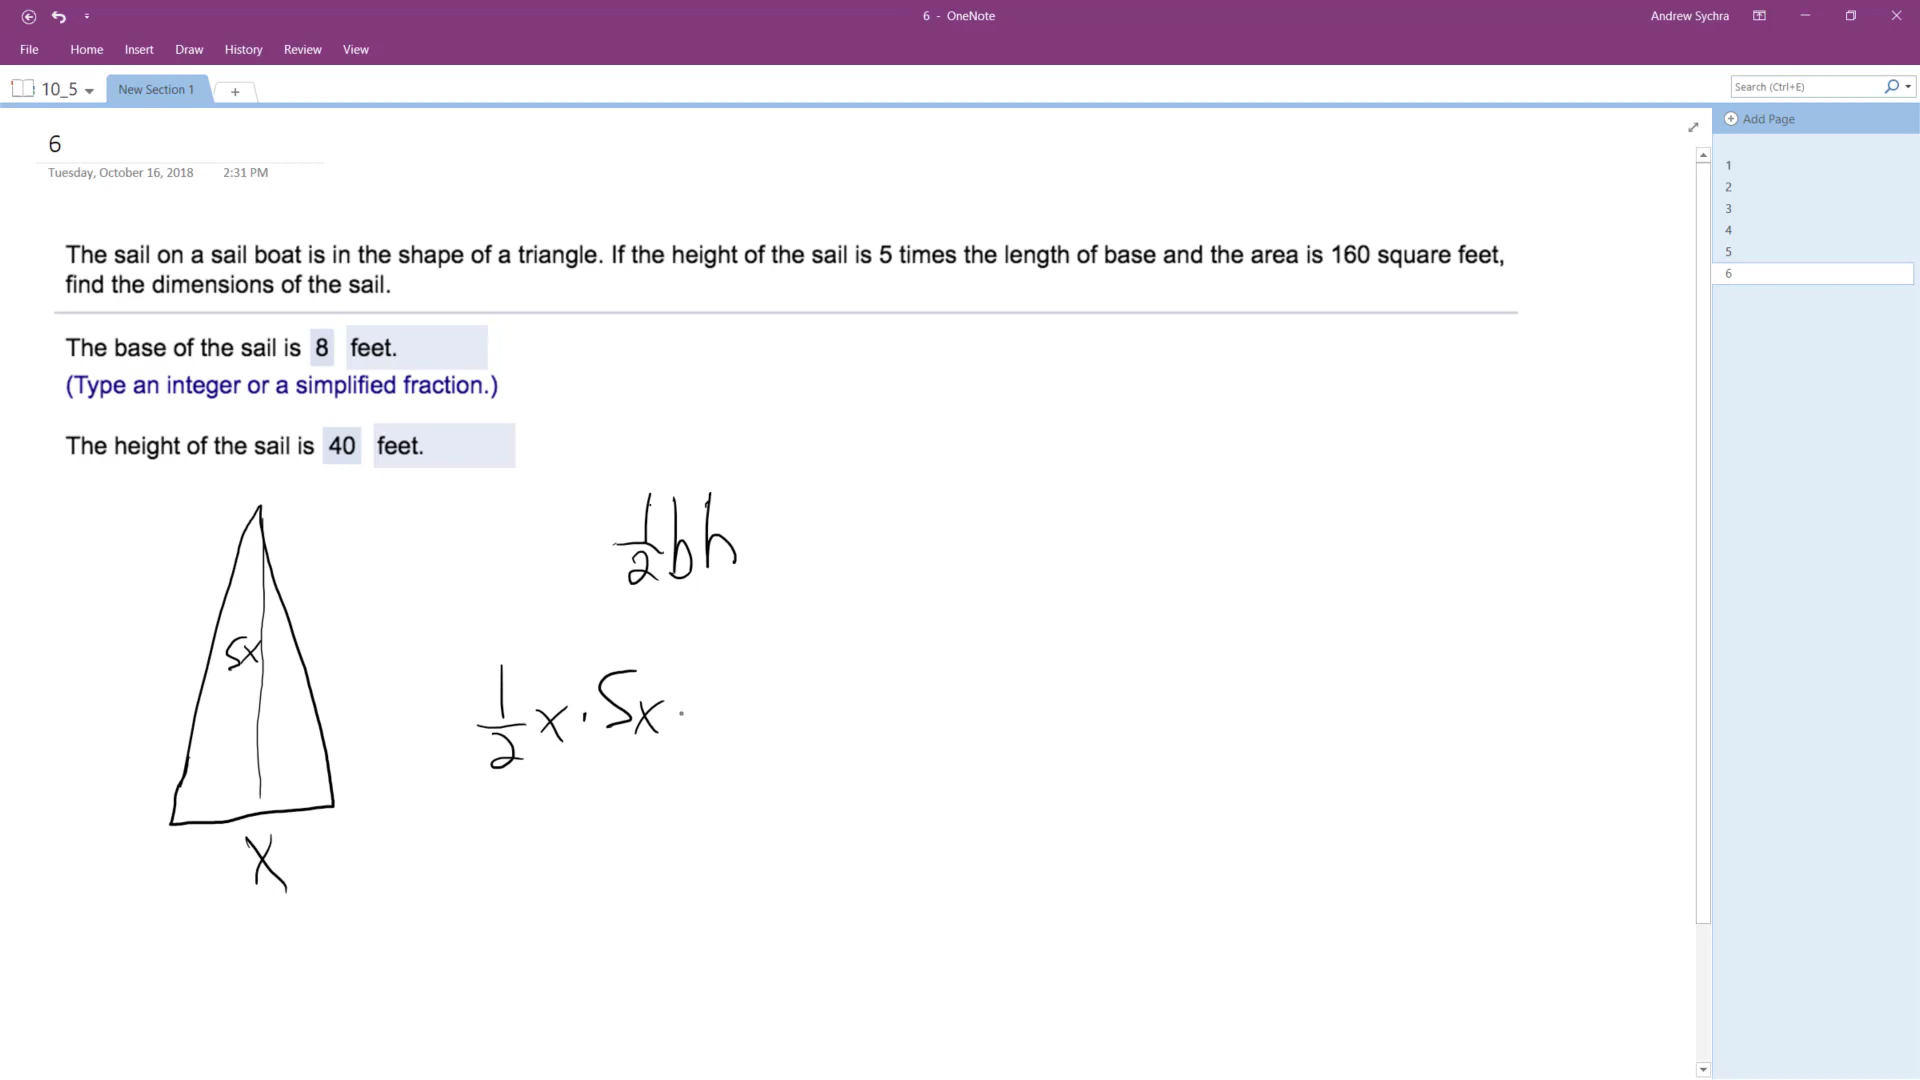 6 - OneNote
Andrew Sychra
File Home Insert Draw History Review View
10_5
New Section 1
+
Search (Ctrl+E)
Add Page
1
2
3
4
5
6
6
Tuesday, October 16, 2018 2:31 PM
The sail on a sail boat is in the shape of a triangle. If the height of the sail is 5 times the length of base and the area is 160 square feet,
find the dimensions of the sail.
The base of the sail is 8 feet.
(Type an integer or a simplified fraction.)
The height of the sail is 40 feet.
1/2 bh
5x
1/2 x · 5x
x